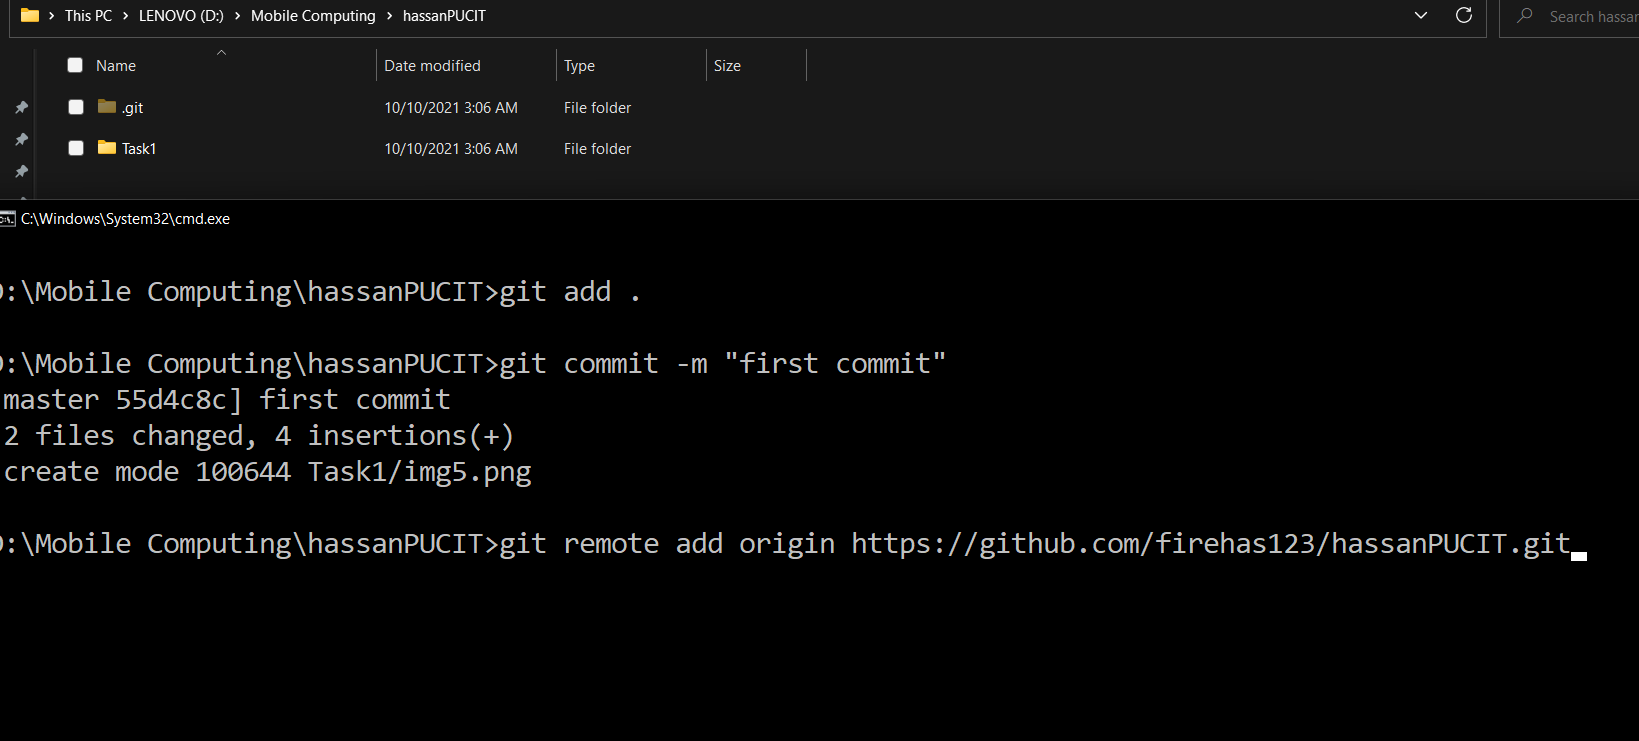 This PC > LENOVO (D:) > Mobile Computing > hassanPUCIT
Search hassar
Name Date modified Type Size
.git 10/10/2021 3:06 AM File folder
Task1 10/10/2021 3:06 AM File folder
C:\Windows\System32\cmd.exe
:\Mobile Computing\hassanPUCIT>git add .
:\Mobile Computing\hassanPUCIT>git commit -m "first commit"
master 55d4c8c] first commit
2 files changed, 4 insertions(+)
create mode 100644 Task1/img5.png
:\Mobile Computing\hassanPUCIT>git remote add origin https://github.com/firehas123/hassanPUCIT.git